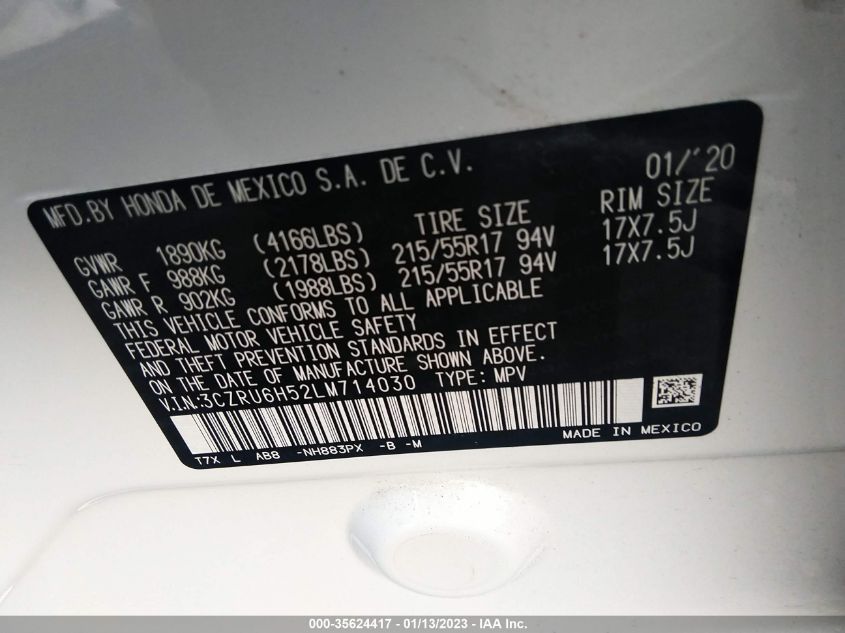 MFD.BY HONDA DE MEXICO S.A. DE C.V. 01/'20
TIRE SIZE RIM SIZE
GVWR 1890KG (4166LBS)
GAWR F 988KG (2178LBS) 215/55R17 94V 17X7.5J
GAWR R 902KG (1988LBS) 215/55R17 94V 17X7.5J
THIS VEHICLE CONFORMS TO ALL APPLICABLE
FEDERAL MOTOR VEHICLE SAFETY
AND THEFT PREVENTION STANDARDS IN EFFECT
ON THE DATE OF MANUFACTURE SHOWN ABOVE.
V.I.N:3CZRU6H52LM714030 TYPE: MPV
T7X L AB8 -NH883PX -B -M MADE IN MEXICO
000-35624417 - 01/13/2023 - IAA Inc.